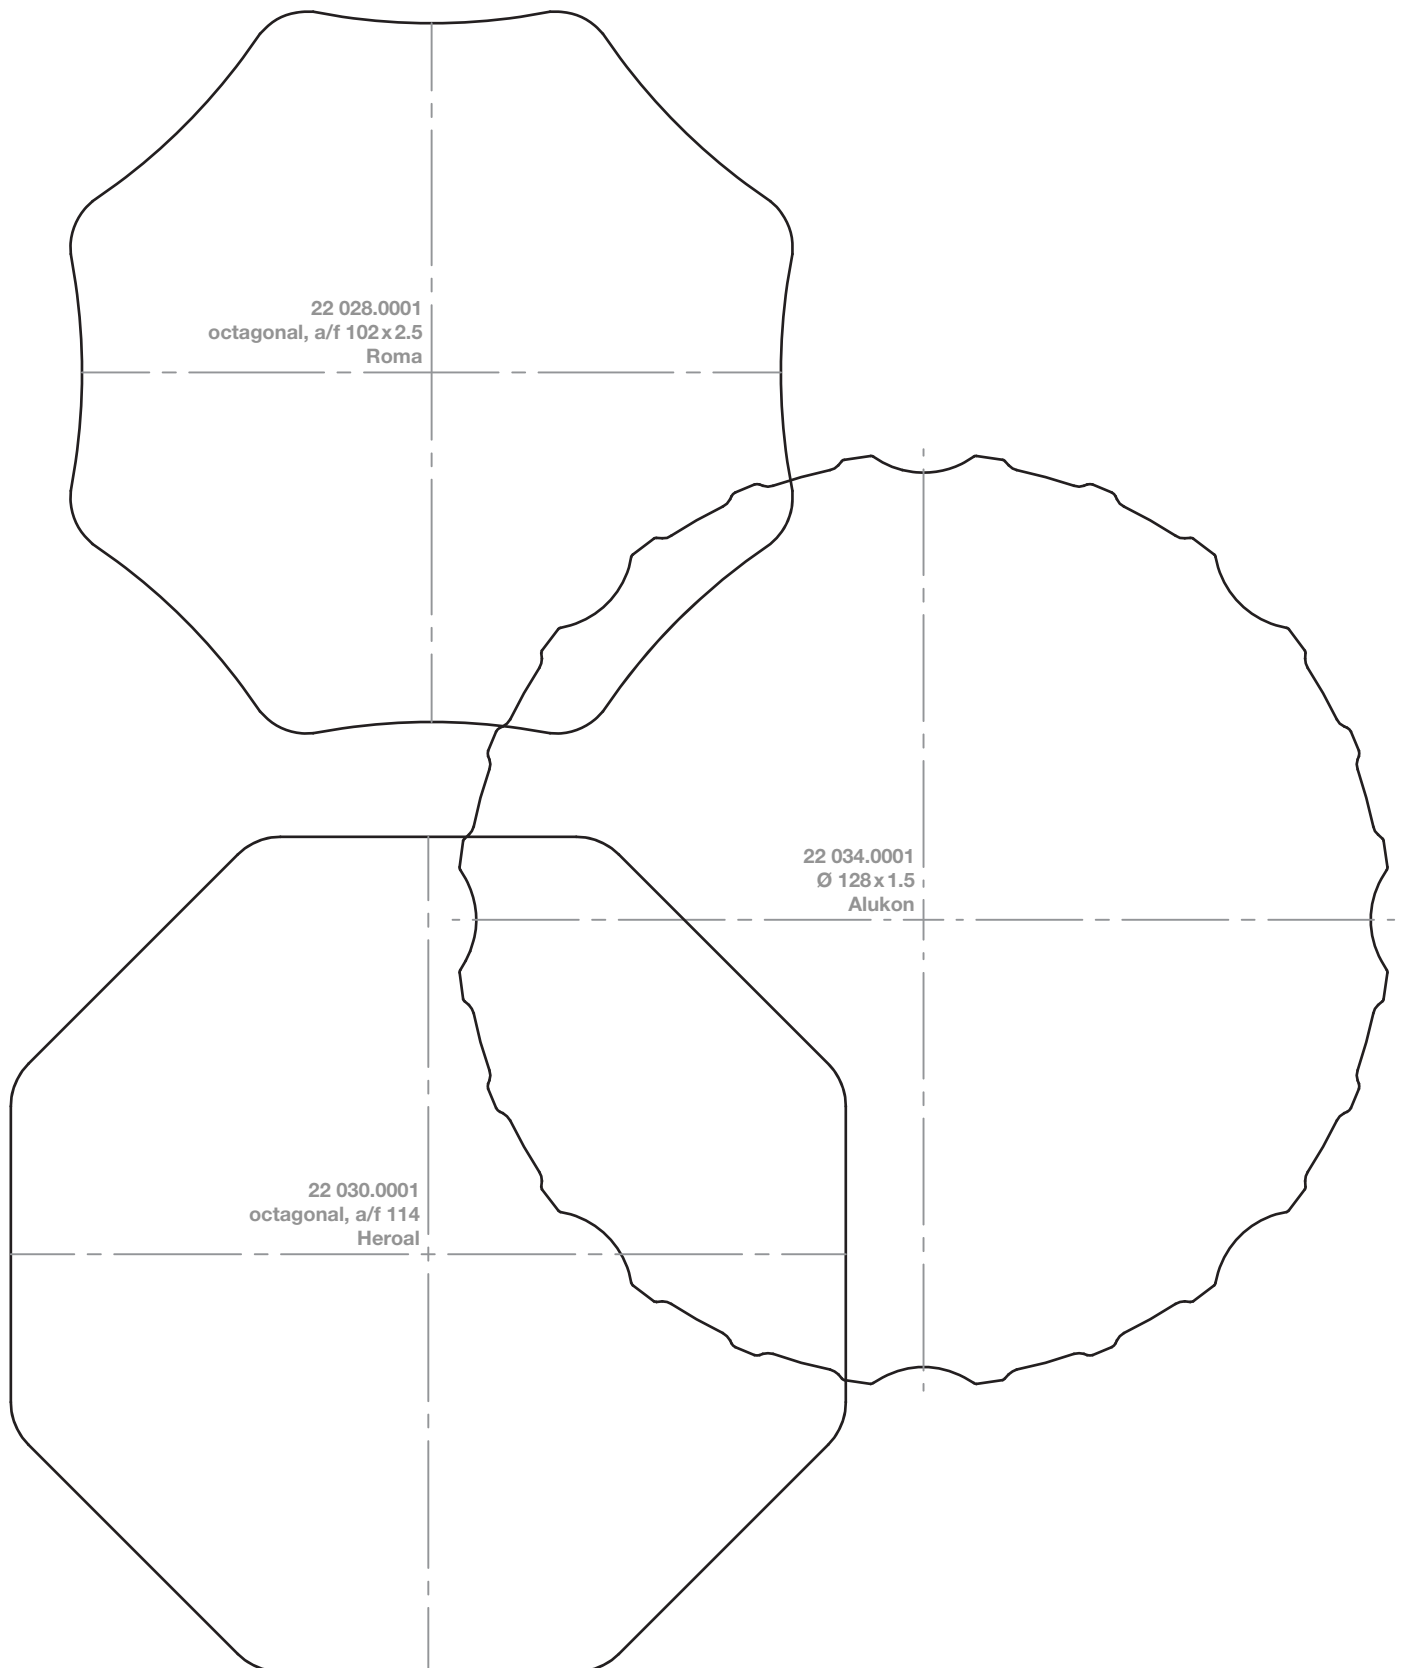 22 028.0001
octagonal, a/f 102 x 2.5
Roma
22 034.0001
Ø 128 x 1.5
Alukon
22 030.0001
octagonal, a/f 114
Heroal